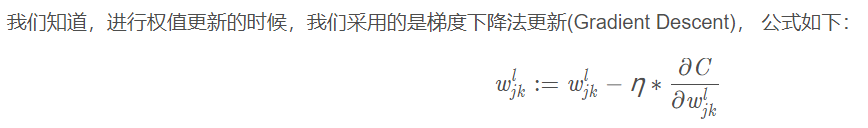 我们知道，进行权值更新的时候，我们采用的是梯度下降法更新(Gradient Descent)， 公式如下：
w^l_{jk} := w^l_{jk} − η ∗ ∂C / ∂w^l_{jk}